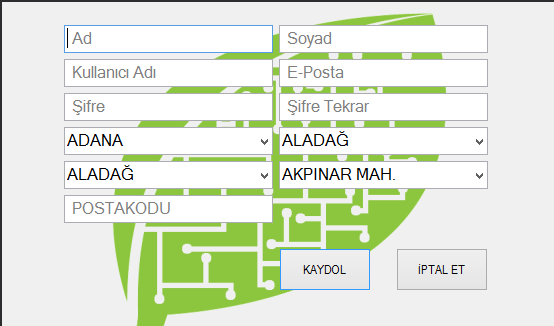 Ad
Soyad
Kullanıcı Adı
E-Posta
Şifre
Şifre Tekrar
ADANA
ALADAĞ
ALADAĞ
AKPINAR MAH.
POSTAKODU
KAYDOL
İPTAL ET